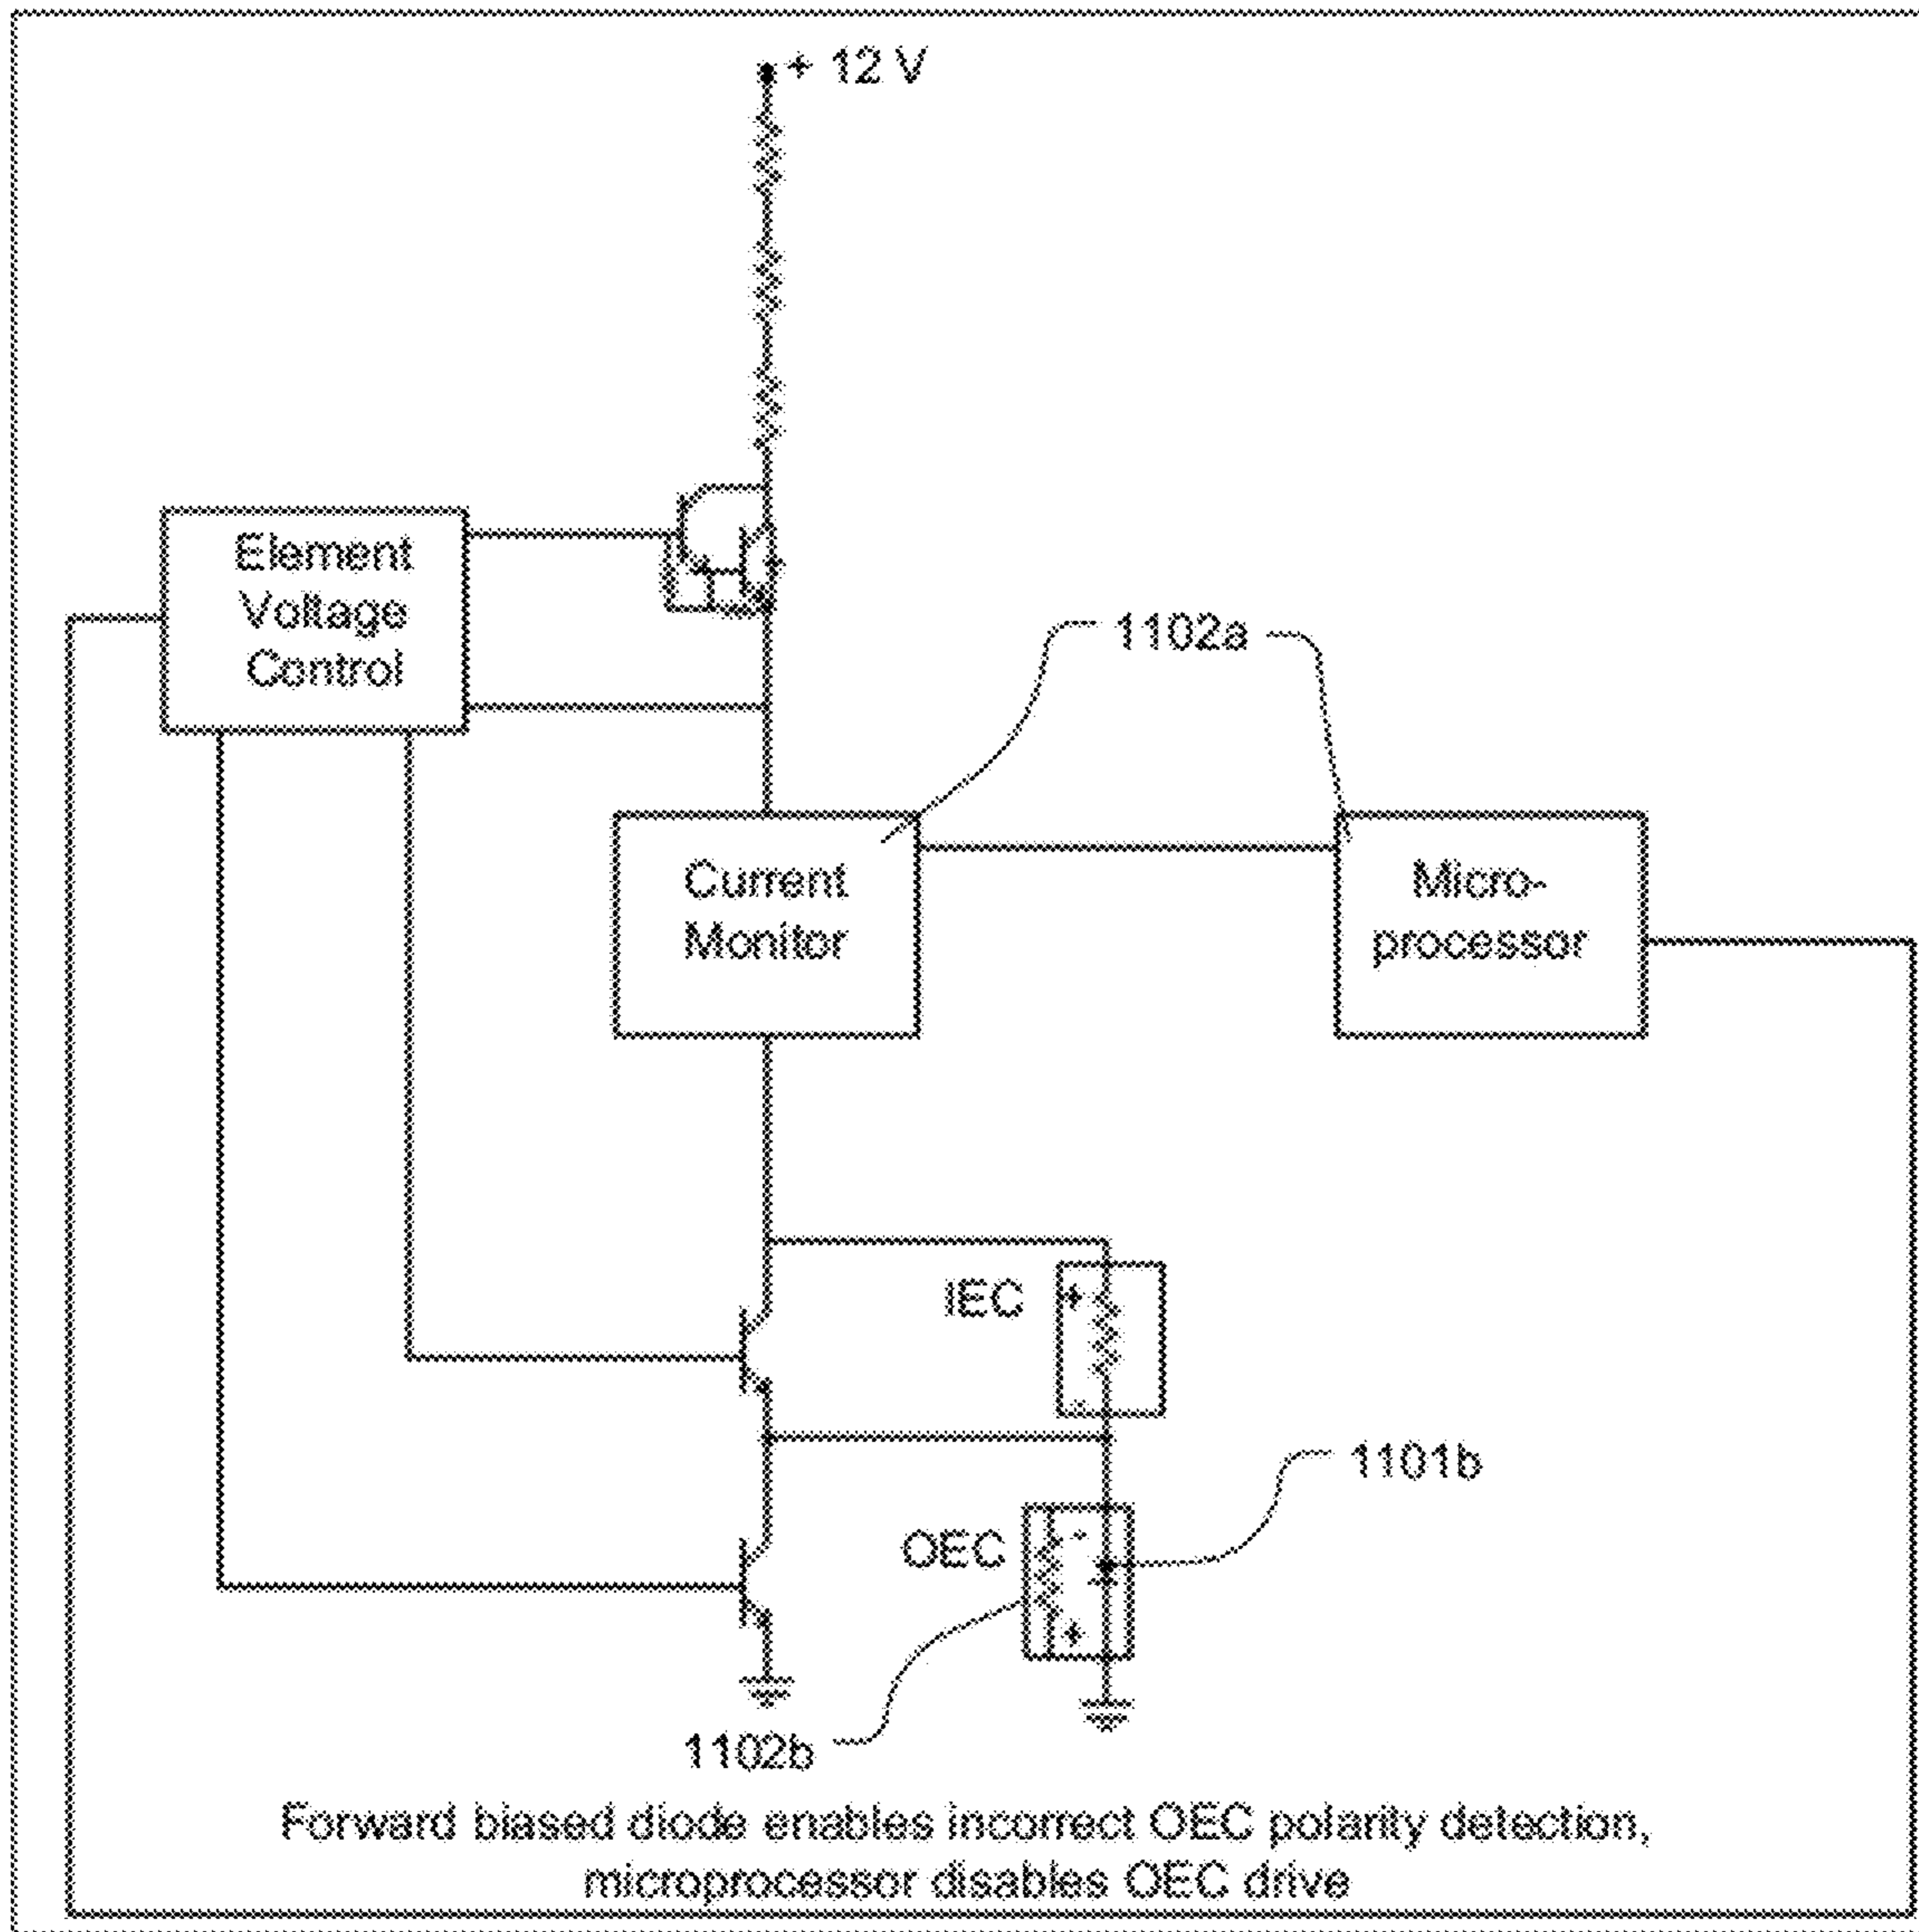 + 12 V
Element
Voltage
Control
1102a
Current
Monitor
Micro-
processor
IEC
+
-
1101b
OEC
-
+
1102b
Forward biased diode enables incorrect OEC polarity detection,
microprocessor disables OEC drive